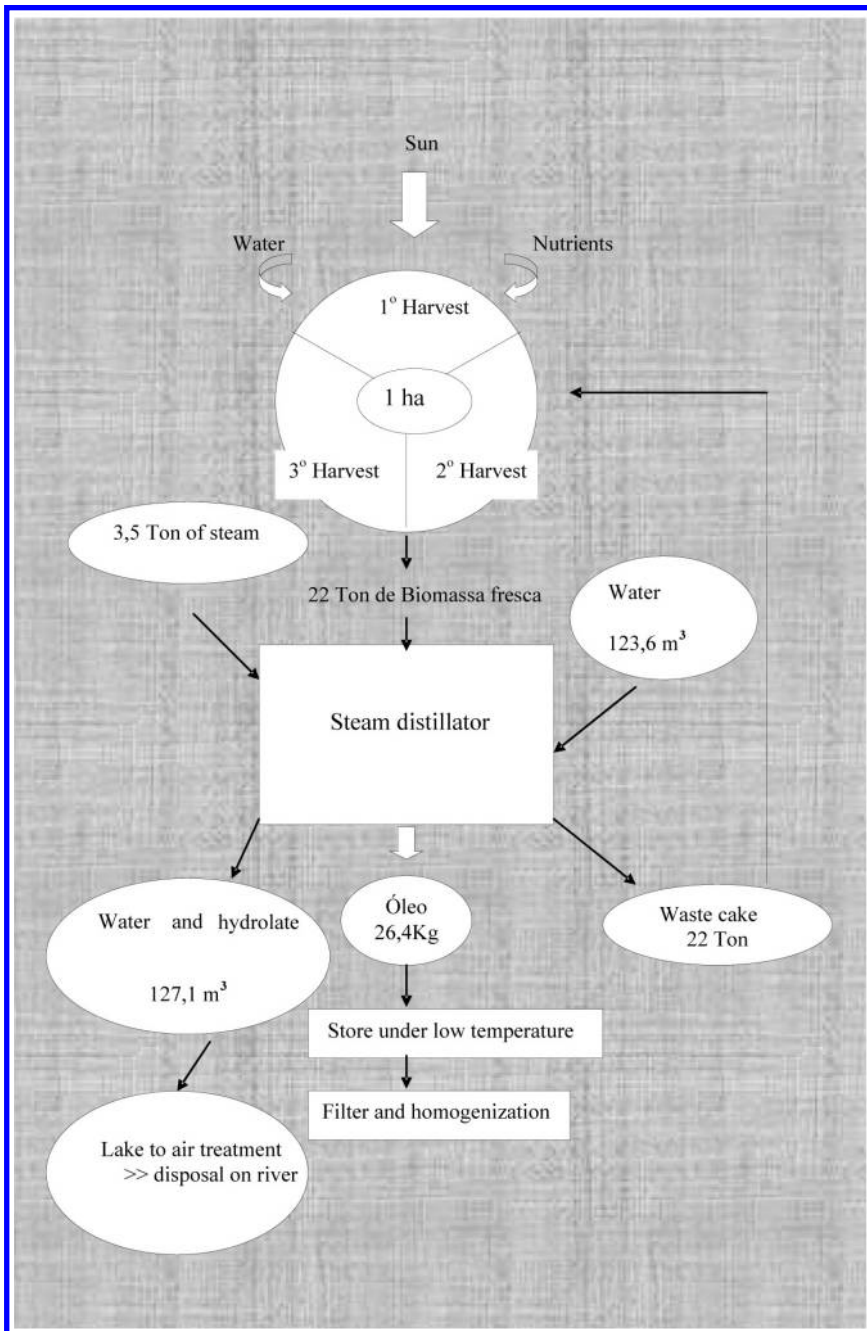 Sun
Water
Nutrients
1º Harvest
1 ha
3º Harvest
2º Harvest
3,5 Ton of steam
22 Ton de Biomassa fresca
Water
123,6 m³
Steam distillator
Water and hydrolate
127,1 m³
Óleo
26,4Kg
Waste cake
22 Ton
Store under low temperature
Filter and homogenization
Lake to air treatment
>> disposal on river